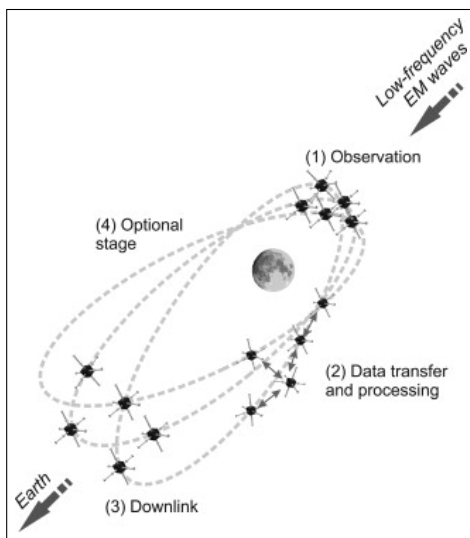 Low-frequency
EM waves
(1) Observation
(4) Optional
stage
(2) Data transfer
and processing
(3) Downlink
Earth